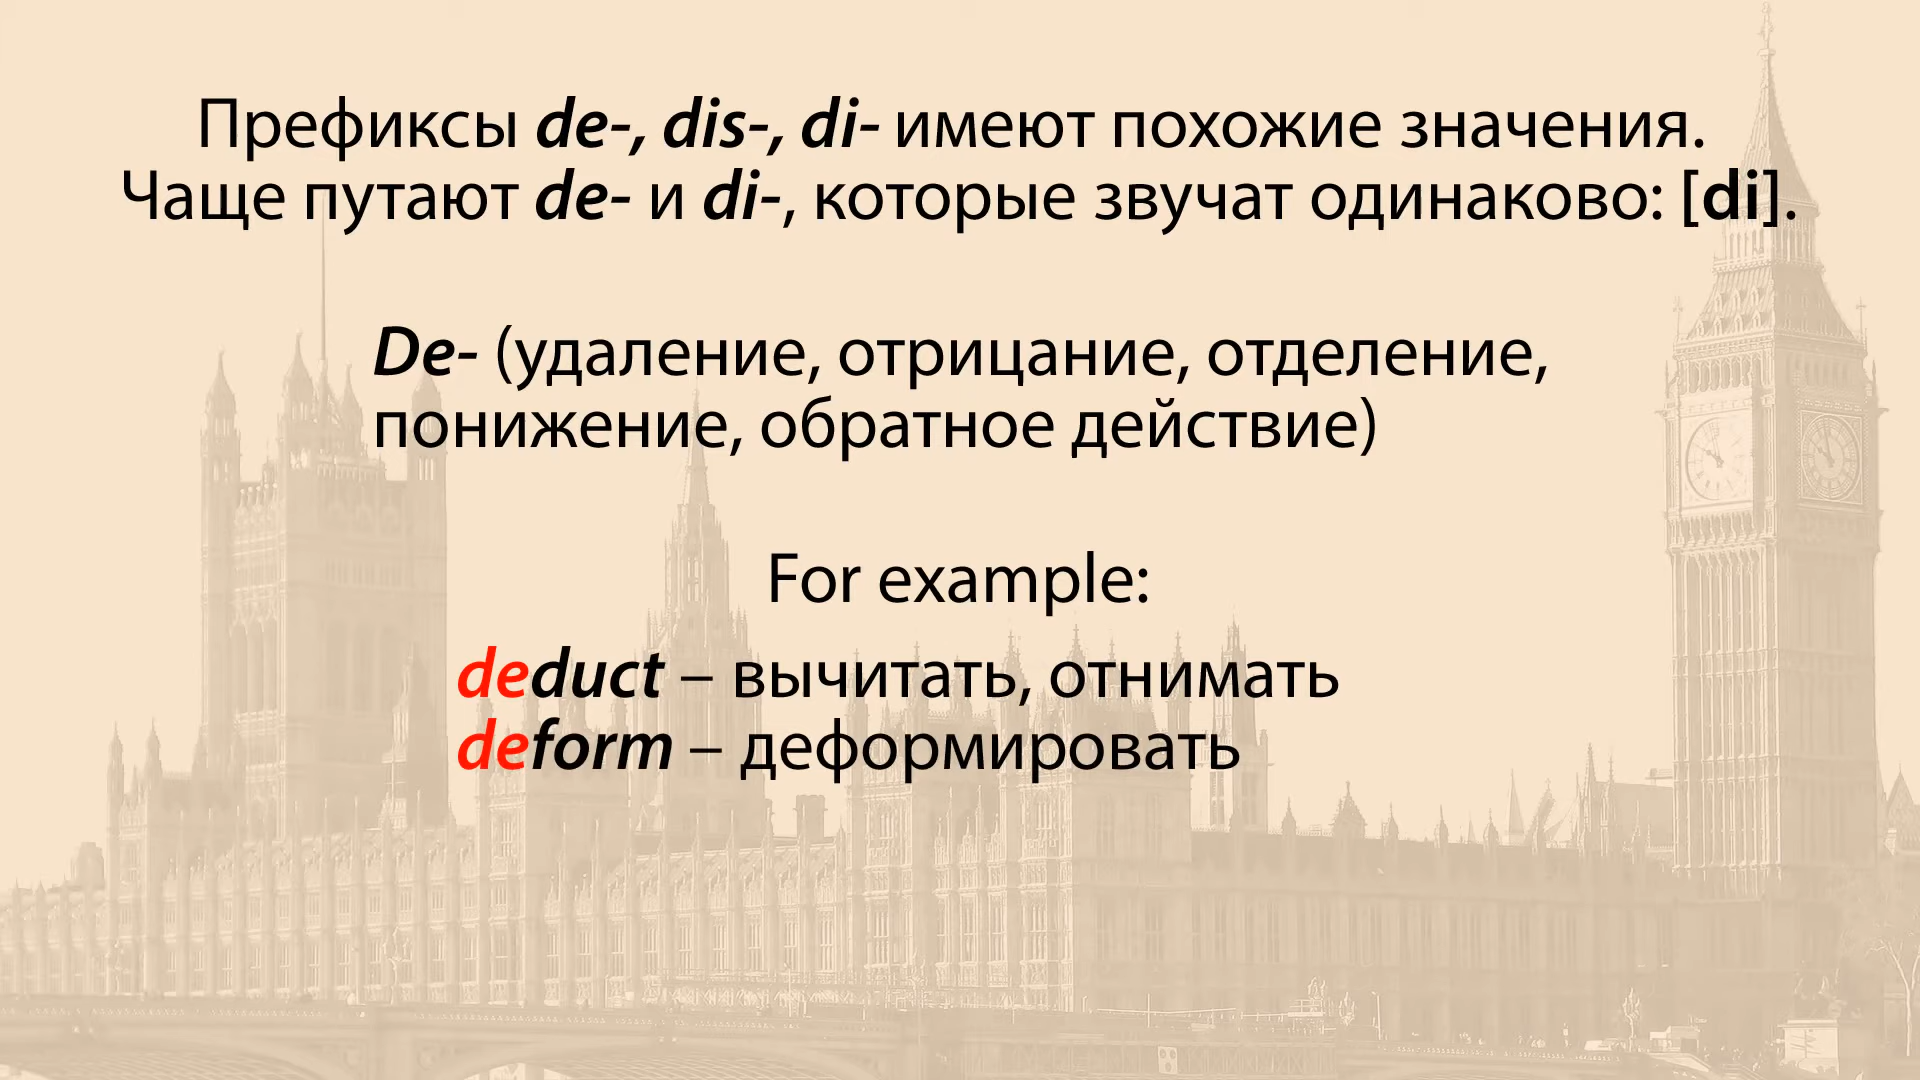 Префиксы de-, dis-, di- имеют похожие значения.
Чаще путают de- и di-, которые звучат одинаково: [di].
De- (удаление, отрицание, отделение,
понижение, обратное действие)
For example:
deduct – вычитать, отнимать
deform – деформировать